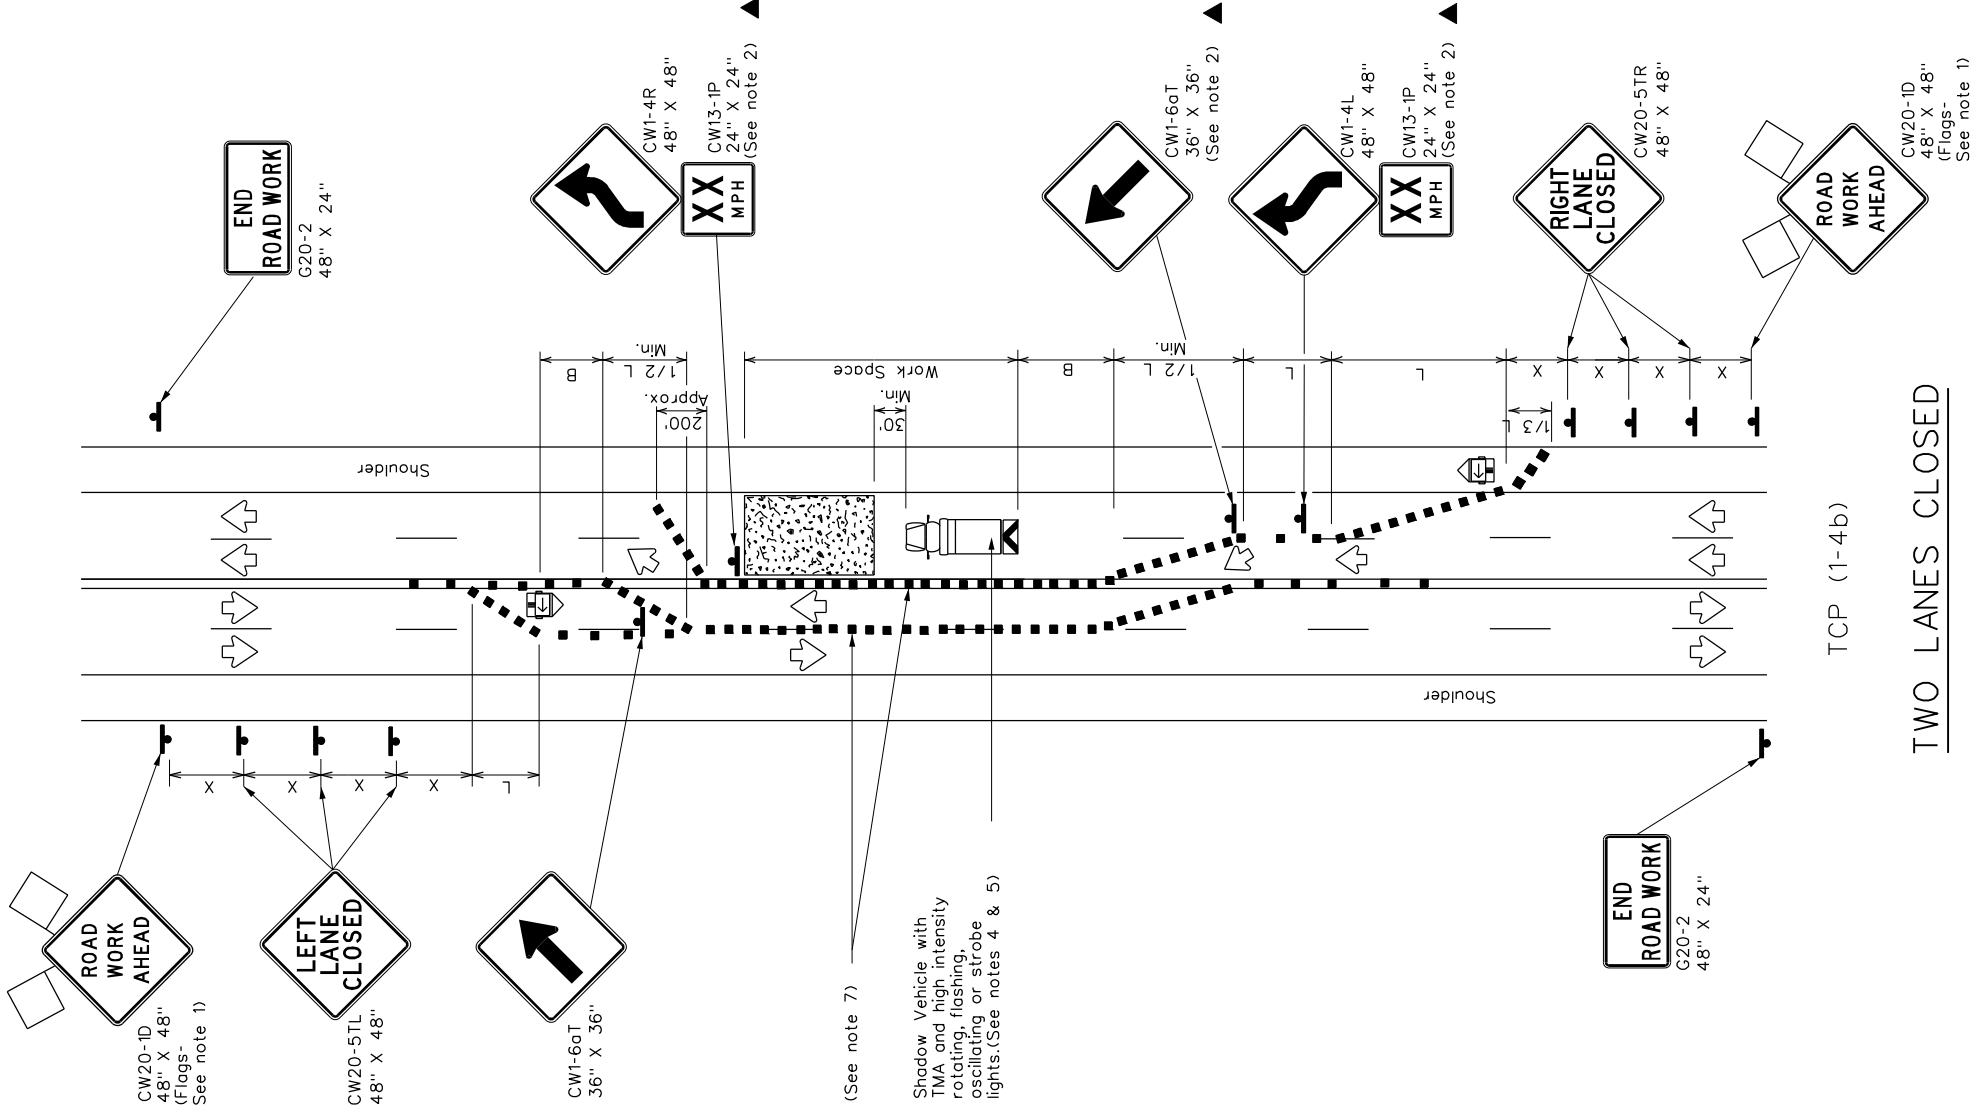 END
ROAD WORK
G20-2
48" X 24"
CW1-4R
48" X 48"
XX
MPH
CW13-1P
24" X 24"
(See note 2)
CW1-6aT
36" X 36"
(See note 2)
CW1-4L
48" X 48"
XX
MPH
CW13-1P
24" X 24"
(See note 2)
RIGHT
LANE
CLOSED
CW20-5TR
48" X 48"
ROAD
WORK
AHEAD
CW20-1D
48" X 48"
(Flags-
See note 1)
B
1/2 L
Min.
200'
Approx.
Work Space
30'
Min.
B
1/2 L
Min.
L
L
X
X
X
X
1/3 L
Shoulder
Shoulder
X
X
X
X
L
ROAD
WORK
AHEAD
CW20-1D
48" X 48"
(Flags-
See note 1)
LEFT
LANE
CLOSED
CW20-5TL
48" X 48"
CW1-6aT
36" X 36"
(See note 7)
Shadow Vehicle with
TMA and high intensity
rotating, flashing,
oscillating or strobe
lights.(See notes 4 & 5)
END
ROAD WORK
G20-2
48" X 24"
TCP (1-4b)
TWO LANES CLOSED